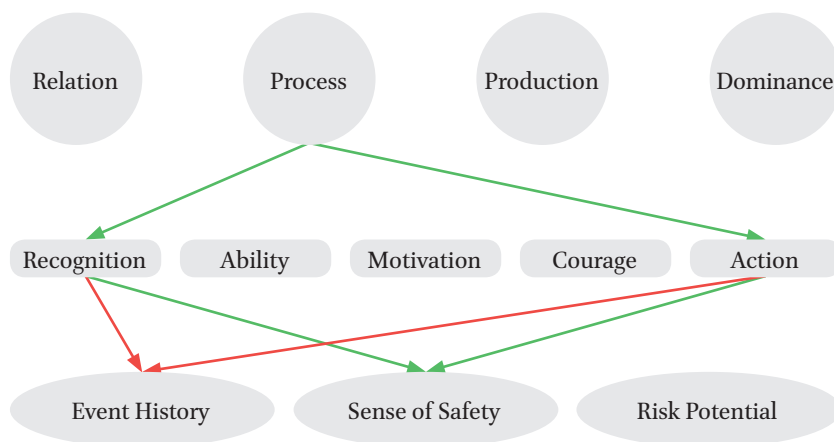 Relation
Process
Production
Dominance
Recognition
Ability
Motivation
Courage
Action
Event History
Sense of Safety
Risk Potential